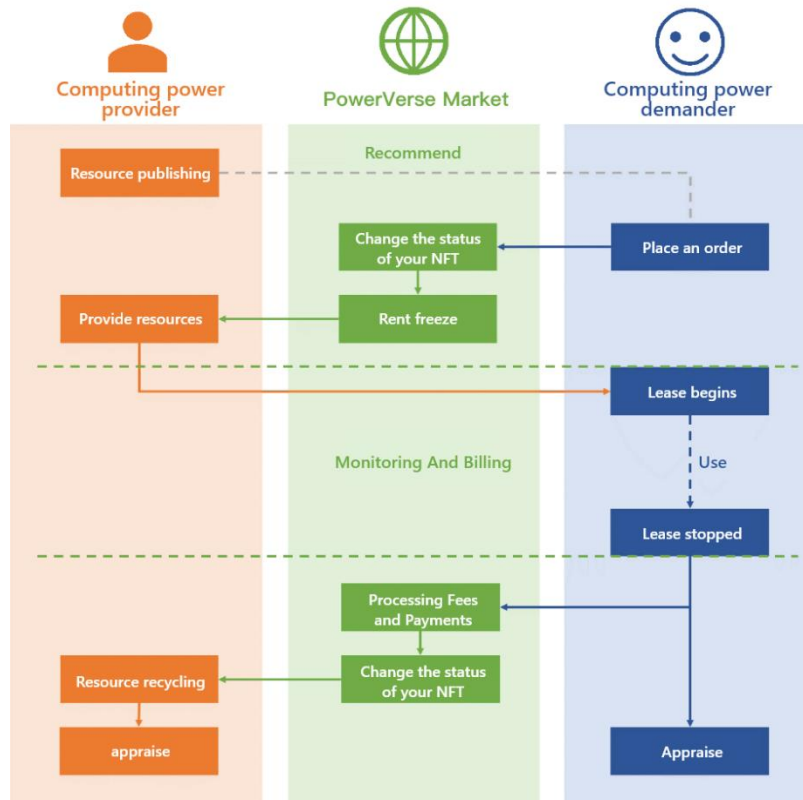 Computing power
provider
PowerVerse Market
Computing power
demander
Recommend
Resource publishing
Change the status
of your NFT
Place an order
Provide resources
Rent freeze
Lease begins
Monitoring And Billing
Use
Lease stopped
Processing Fees
and Payments
Resource recycling
Change the status
of your NFT
appraise
Appraise